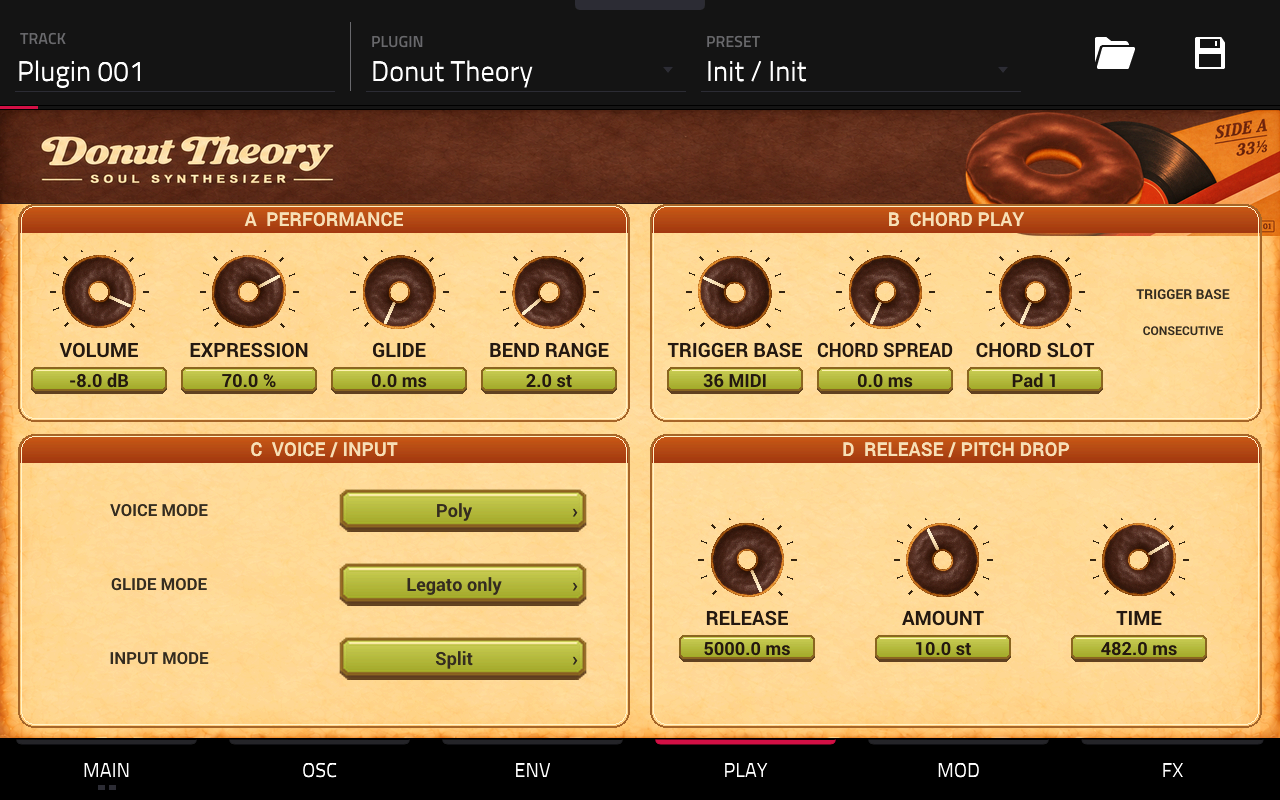 TRACK
Plugin 001
PLUGIN
Donut Theory
PRESET
Init / Init
Donut Theory
SOUL SYNTHESIZER
SIDE A
33⅓
01
A PERFORMANCE
VOLUME
-8.0 dB
EXPRESSION
70.0 %
GLIDE
0.0 ms
BEND RANGE
2.0 st
B CHORD PLAY
TRIGGER BASE
36 MIDI
CHORD SPREAD
0.0 ms
CHORD SLOT
Pad 1
TRIGGER BASE
CONSECUTIVE
C VOICE / INPUT
VOICE MODE
Poly ›
GLIDE MODE
Legato only ›
INPUT MODE
Split ›
D RELEASE / PITCH DROP
RELEASE
5000.0 ms
AMOUNT
10.0 st
TIME
482.0 ms
MAIN
OSC
ENV
PLAY
MOD
FX